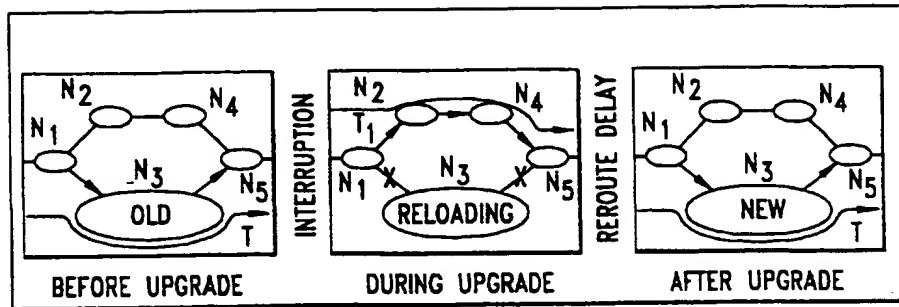 N2
N4
N1
N3
N5
OLD
T
BEFORE UPGRADE
INTERRUPTION
N2
N4
T1
N1
N3
N5
RELOADING
DURING UPGRADE
REROUTE DELAY
N2
N4
N1
N3
N5
NEW
T
AFTER UPGRADE